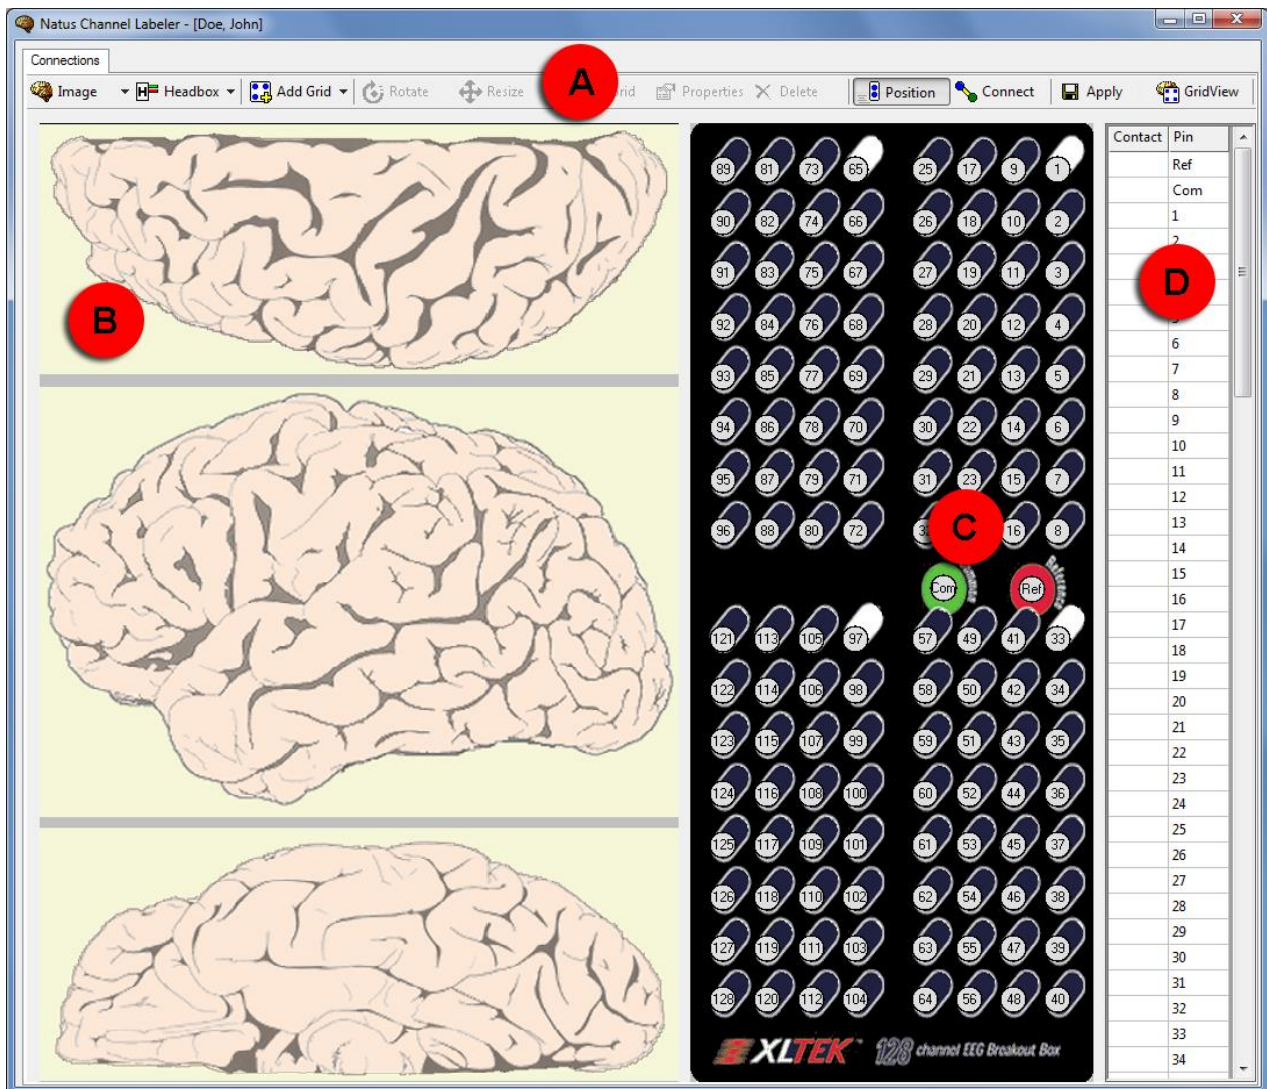 Natus Channel Labeler - [Doe, John]
Connections
Image Headbox Add Grid Rotate Resize A Properties Delete Position Connect Apply GridView
Contact Pin
Ref
Com
1
2
D
6
7
8
9
10
11
12
13
14
15
16
17
18
19
20
21
22
23
24
25
26
27
28
29
30
31
32
33
34
B
89 81 73 65 25 17 9 1
90 82 74 66 26 18 10 2
91 83 75 67 27 19 11 3
92 84 76 68 28 20 12 4
93 85 77 69 29 21 13 5
94 86 78 70 30 22 14 6
95 87 79 71 31 23 15 7
96 88 80 72 C 16 8
Com Ref Reference
121 113 105 97 57 49 41 33
122 114 106 98 58 50 42 34
123 115 107 99 59 51 43 35
124 116 108 100 60 52 44 36
125 117 109 101 61 53 45 37
126 118 110 102 62 54 46 38
127 119 111 103 63 55 47 39
128 120 112 104 64 56 48 40
XLTEK 128 channel EEG Breakout Box